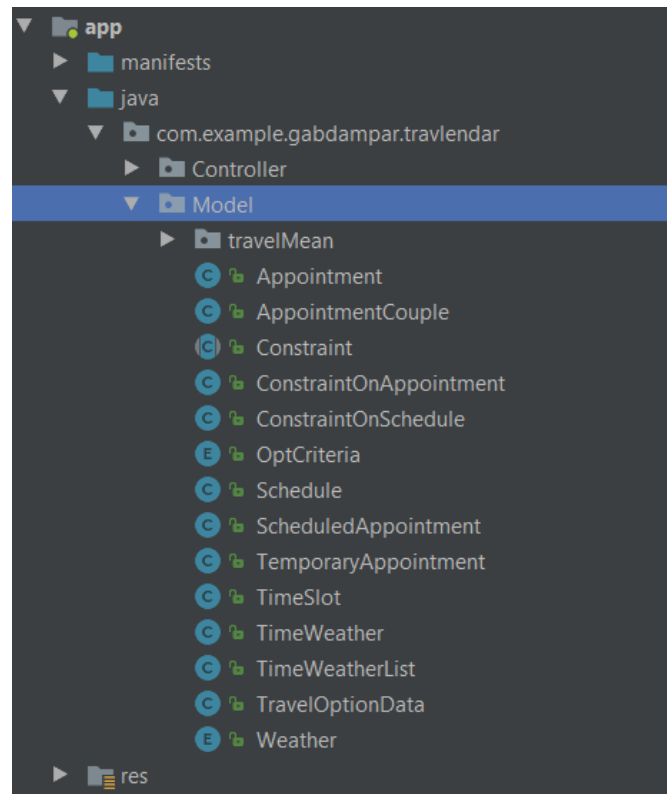 app
manifests
java
com.example.gabdampar.travlendar
Controller
Model
travelMean
C Appointment
C AppointmentCouple
C Constraint
C ConstraintOnAppointment
C ConstraintOnSchedule
E OptCriteria
C Schedule
C ScheduledAppointment
C TemporaryAppointment
C TimeSlot
C TimeWeather
C TimeWeatherList
C TravelOptionData
E Weather
res